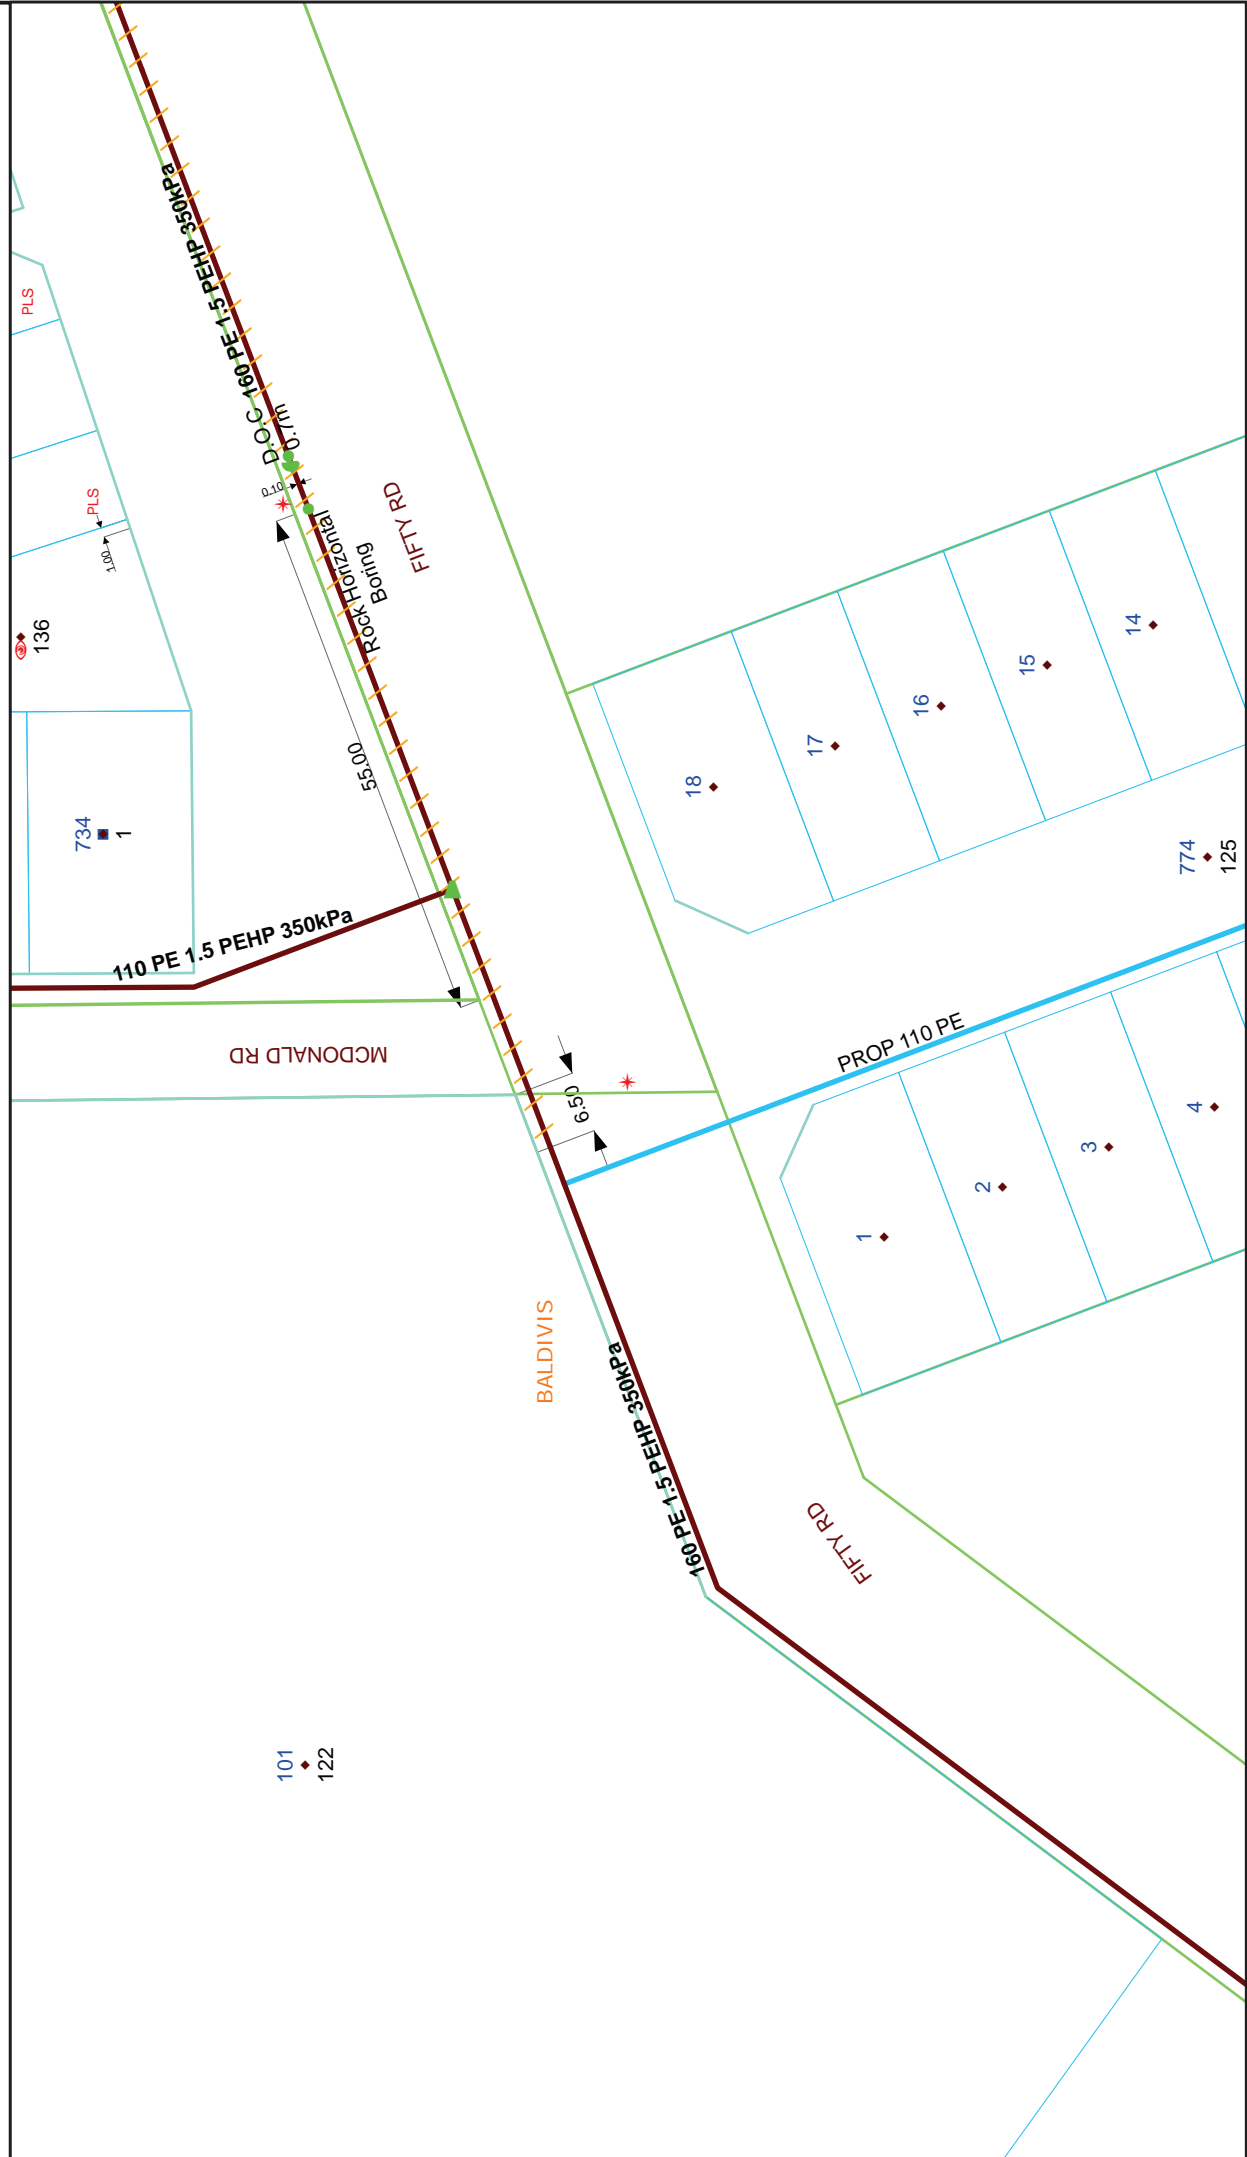 160 PE 1.5 PEHP 350kPa
PLS
D.O.C
0.7m
0.10
PLS
1.00
FIFTY RD
Rock Horizontal
Boring
136
55.00
734
1
110 PE 1.5 PEHP 350kPa
MCDONALD RD
14
15
16
17
18
774
125
PROP 110 PE
6.50
1
2
3
4
BALDIVIS
160 PE 1.5 PEHP 350kPa
FIFTY RD
101
122